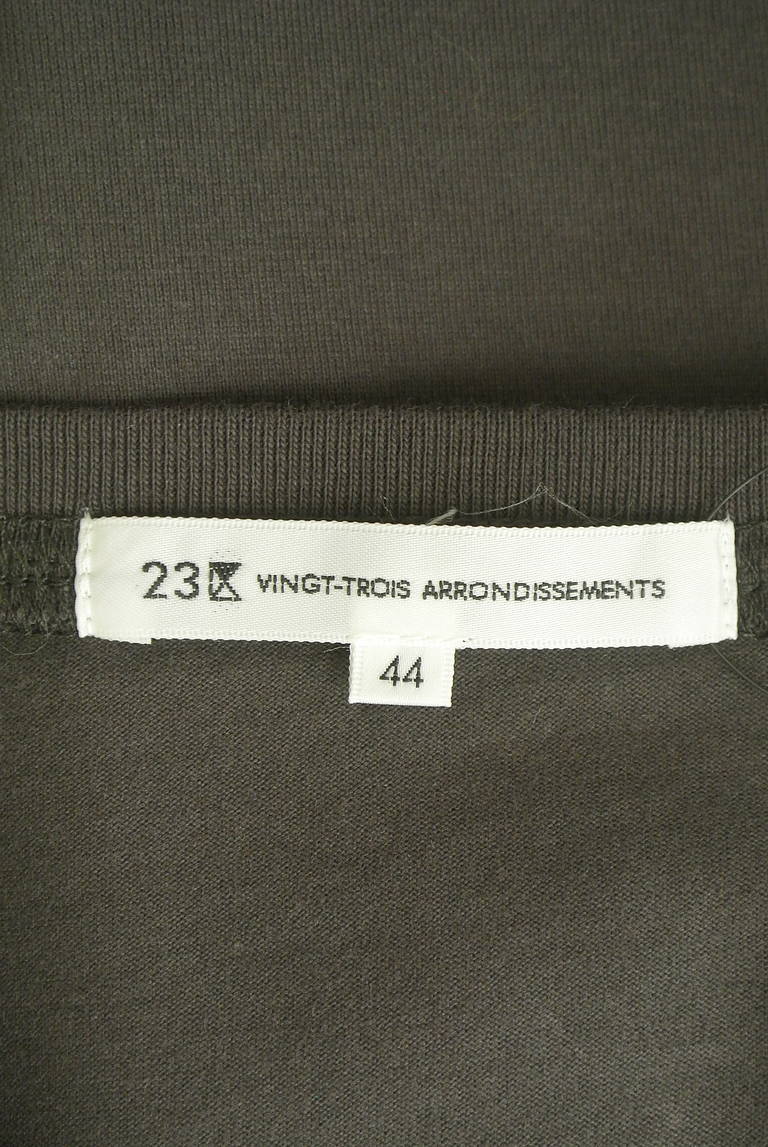 23区 VINGT-TROIS ARRONDISSEMENTS
44